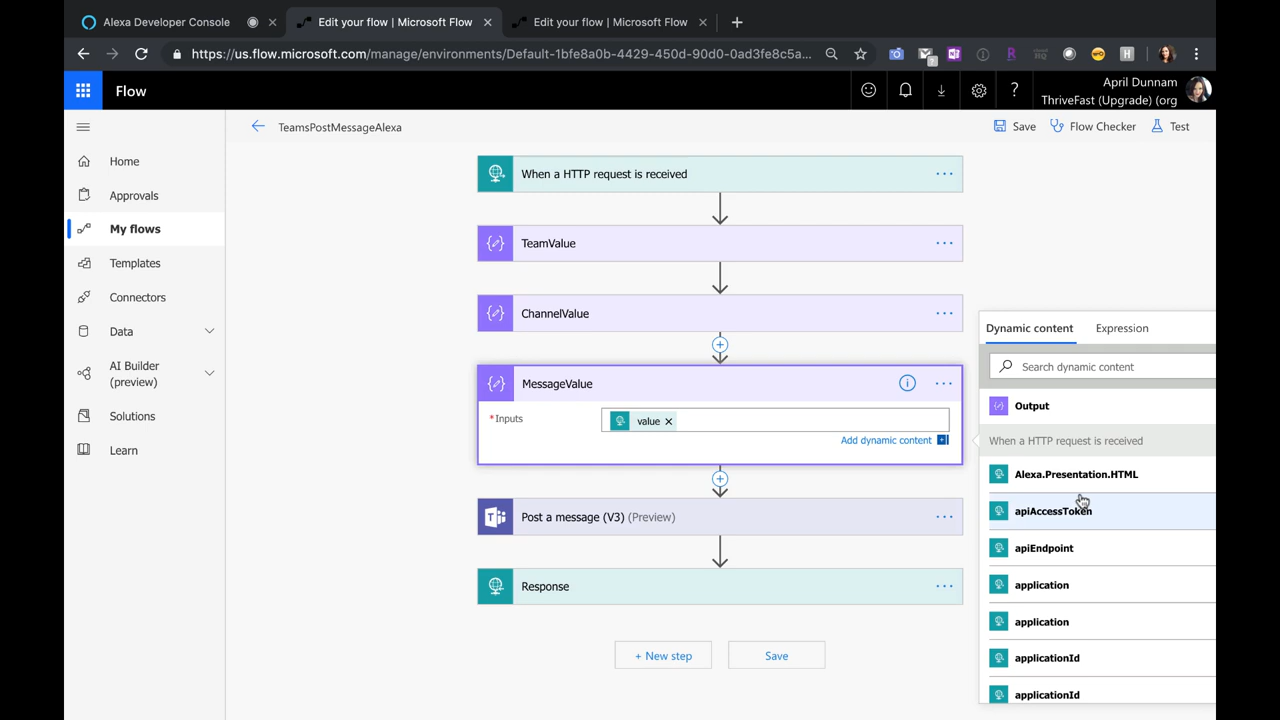 Alexa Developer Console
Edit your flow | Microsoft Flow
Edit your flow | Microsoft Flow
https://us.flow.microsoft.com/manage/environments/Default-1bfe8a0b-4429-450d-90d0-0ad3fe8c5a...
Flow
April Dunnam
ThriveFast (Upgrade) (org
TeamsPostMessageAlexa
Save
Flow Checker
Test
Home
Approvals
My flows
Templates
Connectors
Data
AI Builder
(preview)
Solutions
Learn
When a HTTP request is received
TeamValue
ChannelValue
MessageValue
*Inputs
value
Add dynamic content
Post a message (V3) (Preview)
Response
+ New step
Save
Dynamic content
Expression
Search dynamic content
Output
When a HTTP request is received
Alexa.Presentation.HTML
apiAccessToken
apiEndpoint
application
application
applicationId
applicationId